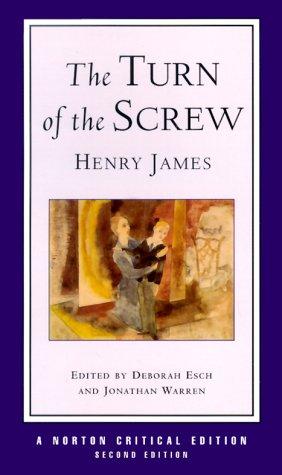 The TURN
of the SCREW
HENRY JAMES
EDITED BY DEBORAH ESCH
AND JONATHAN WARREN
A NORTON CRITICAL EDITION
SECOND EDITION